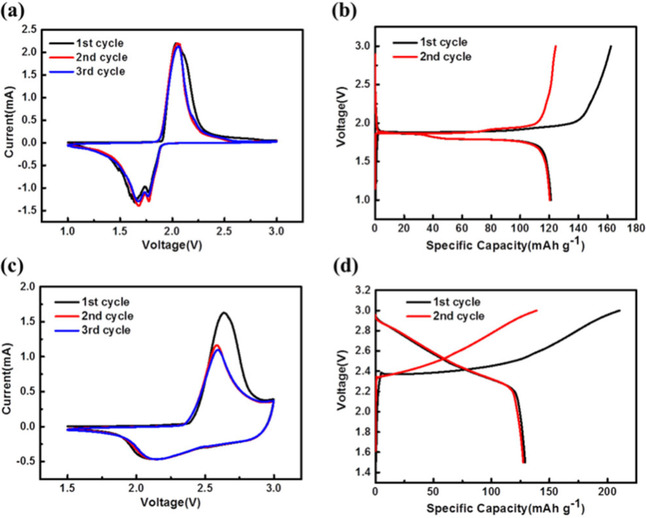 (a)
2.5
2.0
1.5
1.0
0.5
0.0
-0.5
-1.0
-1.5
Current(mA)
1st cycle
2nd cycle
3rd cycle
1.0 1.5 2.0 2.5 3.0
Voltage(V)
(b)
3.0
2.5
2.0
1.5
1.0
Voltage(V)
1st cycle
2nd cycle
0 20 40 60 80 100 120 140 160 180
Specific Capacity(mAh g-1)
(c)
2.0
1.5
1.0
0.5
0.0
-0.5
Current(mA)
1st cycle
2nd cycle
3rd cycle
1.5 2.0 2.5 3.0
Voltage(V)
(d)
3.2
3.0
2.8
2.6
2.4
2.2
2.0
1.8
1.6
1.4
1.2
Voltage(V)
1st cycle
2nd cycle
0 50 100 150 200
Specific Capacity(mAh g-1)